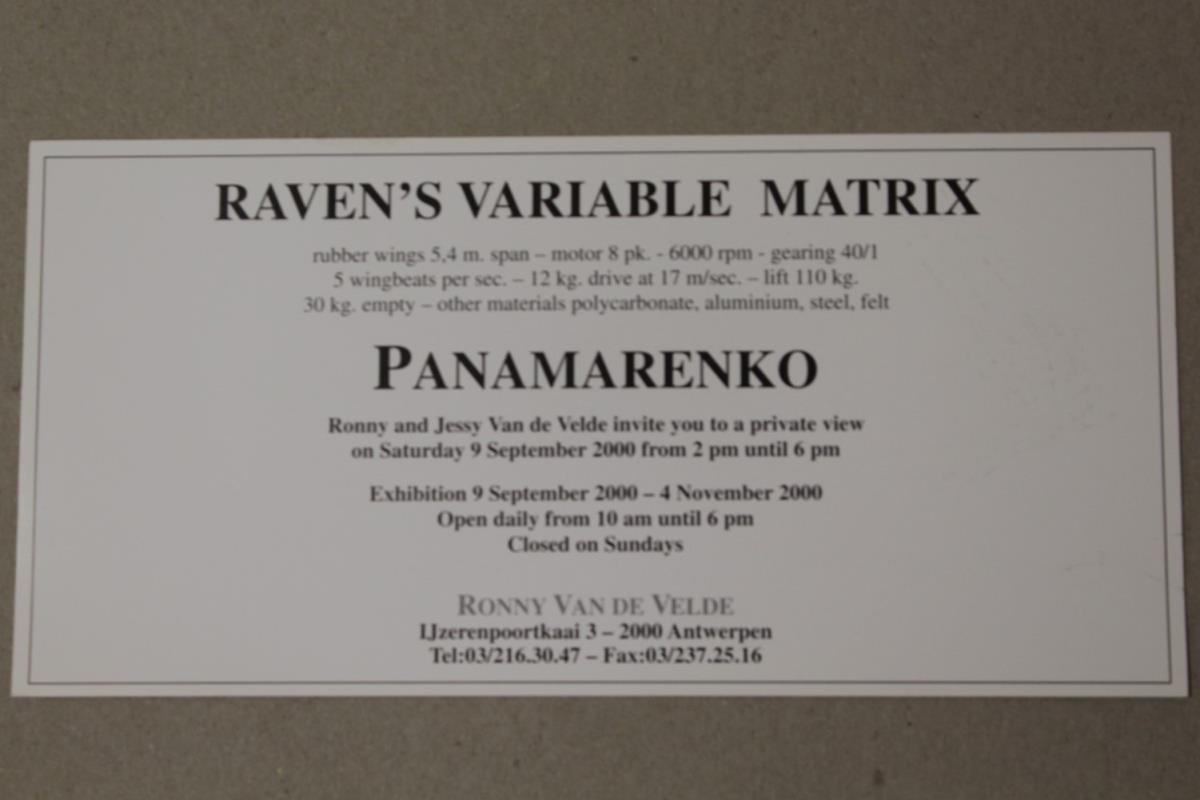 RAVEN'S VARIABLE MATRIX
rubber wings 5,4 m. span – motor 8 pk. - 6000 rpm - gearing 40/1
5 wingbeats per sec. – 12 kg. drive at 17 m/sec. – lift 110 kg.
30 kg. empty – other materials polycarbonate, aluminium, steel, felt
PANAMARENKO
Ronny and Jessy Van de Velde invite you to a private view
on Saturday 9 September 2000 from 2 pm until 6 pm
Exhibition 9 September 2000 – 4 November 2000
Open daily from 10 am until 6 pm
Closed on Sundays
RONNY VAN DE VELDE
IJzerenpoortkaai 3 – 2000 Antwerpen
Tel:03/216.30.47 – Fax:03/237.25.16